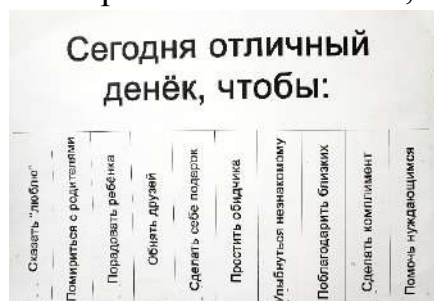 Сегодня отличный
денёк, чтобы:
Сказать "люблю"
Помириться с родителями
Порадовать ребёнка
Обнять друзей
Сделать себе подарок
Простить обидчика
Улыбнуться незнакомому
Поблагодарить близких
Сделать комплимент
Помочь нуждающимся